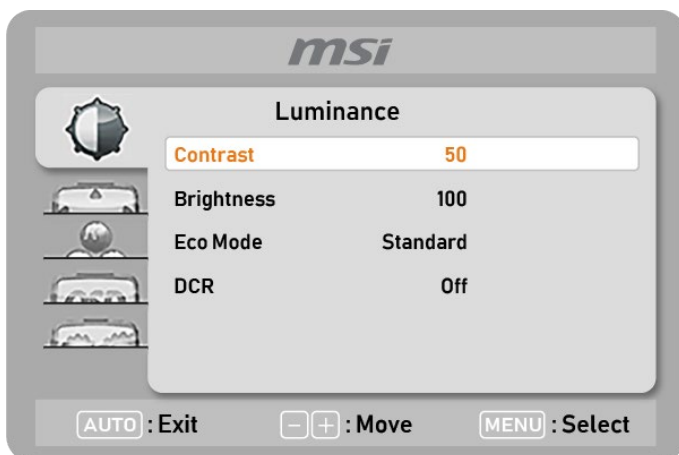 msi
Luminance
Contrast 50
Brightness 100
Eco Mode Standard
DCR Off
AUTO : Exit - + : Move MENU : Select